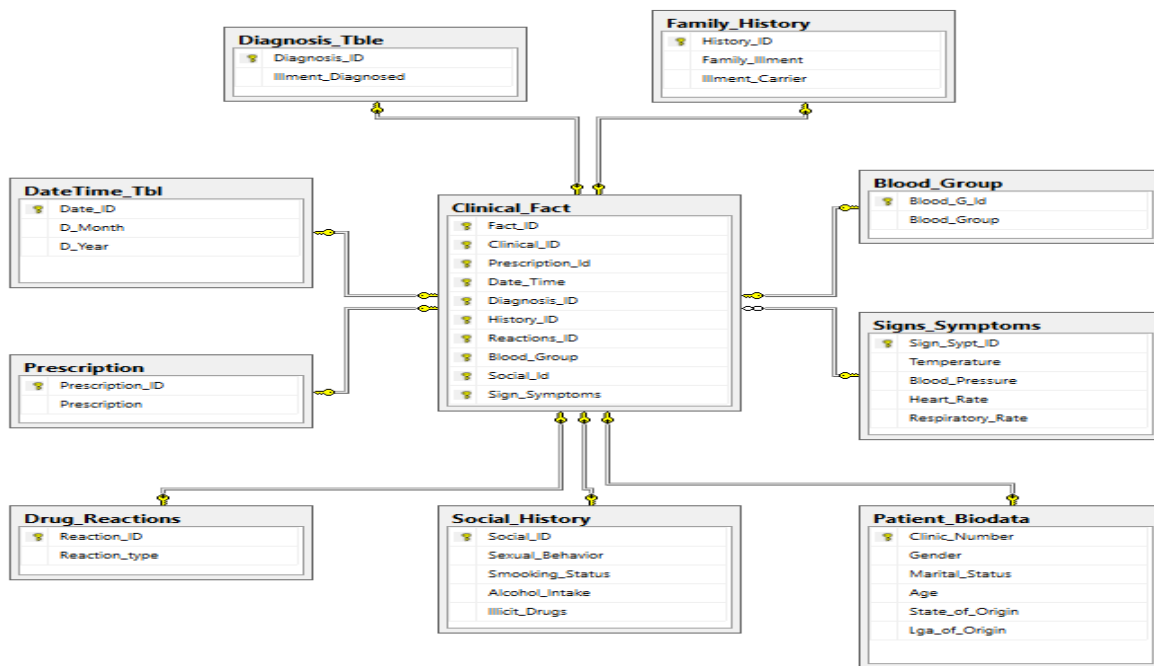 Diagnosis_Tble
Diagnosis_ID
Illment_Diagnosed
Family_History
History_ID
Family_Illment
Illment_Carrier
DateTime_Tbl
Date_ID
D_Month
D_Year
Clinical_Fact
Fact_ID
Clinical_ID
Prescription_Id
Date_Time
Diagnosis_ID
History_ID
Reactions_ID
Blood_Group
Social_Id
Sign_Symptoms
Blood_Group
Blood_G_Id
Blood_Group
Prescription
Prescription_ID
Prescription
Signs_Symptoms
Sign_Sypt_ID
Temperature
Blood_Pressure
Heart_Rate
Respiratory_Rate
Drug_Reactions
Reaction_ID
Reaction_type
Social_History
Social_ID
Sexual_Behavior
Smooking_Status
Alcohol_Intake
Illicit_Drugs
Patient_Biodata
Clinic_Number
Gender
Marital_Status
Age
State_of_Origin
Lga_of_Origin